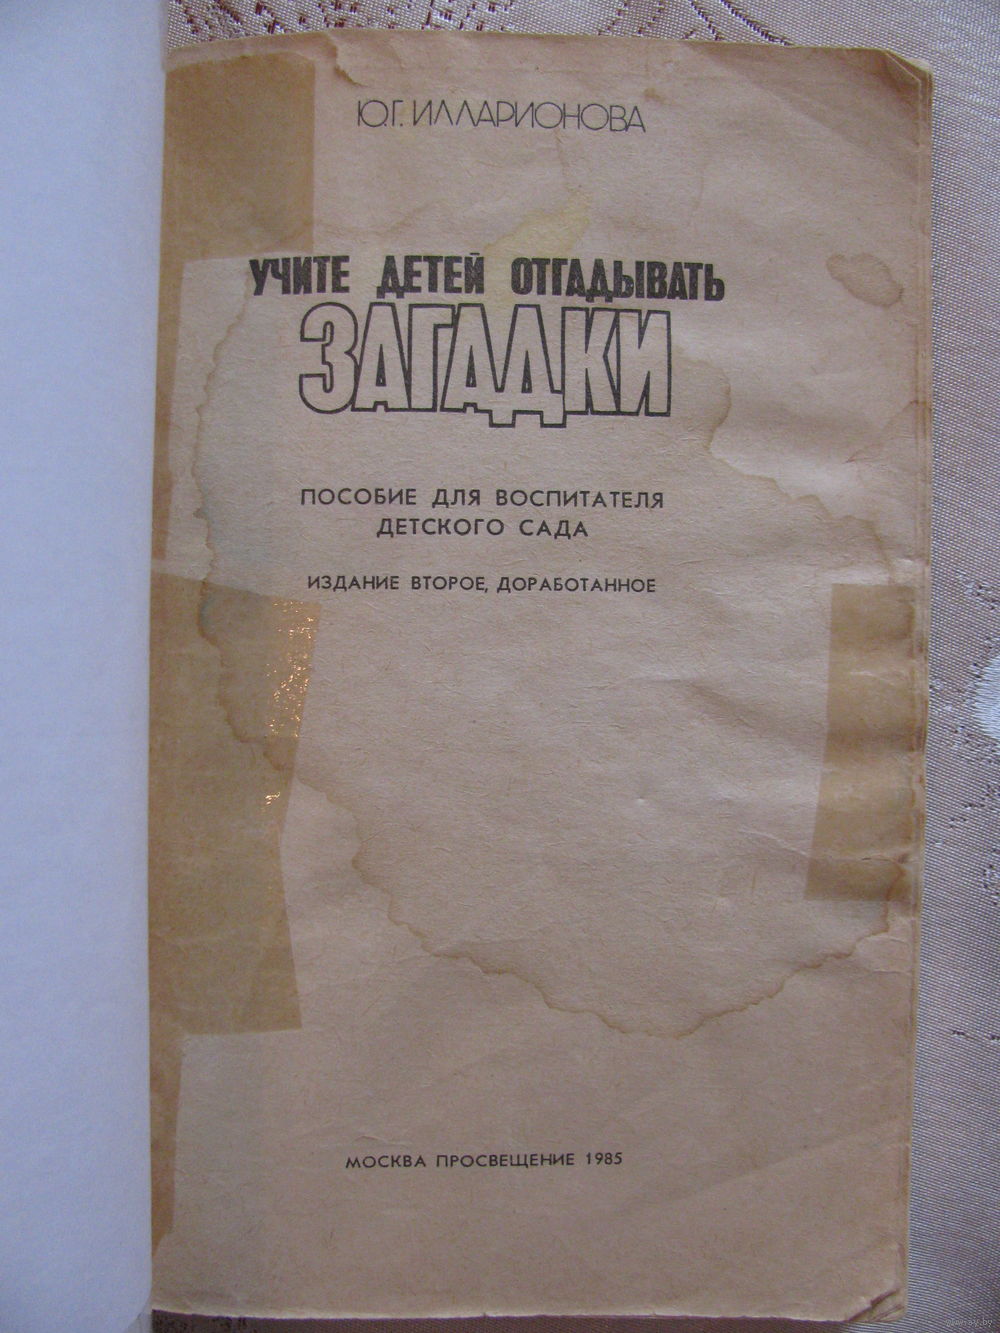 Ю.Г. ИЛЛАРИОНОВА
УЧИТЕ ДЕТЕЙ ОТГАДЫВАТЬ
ЗАГАДКИ
ПОСОБИЕ ДЛЯ ВОСПИТАТЕЛЯ
ДЕТСКОГО САДА
ИЗДАНИЕ ВТОРОЕ, ДОРАБОТАННОЕ
МОСКВА ПРОСВЕЩЕНИЕ 1985